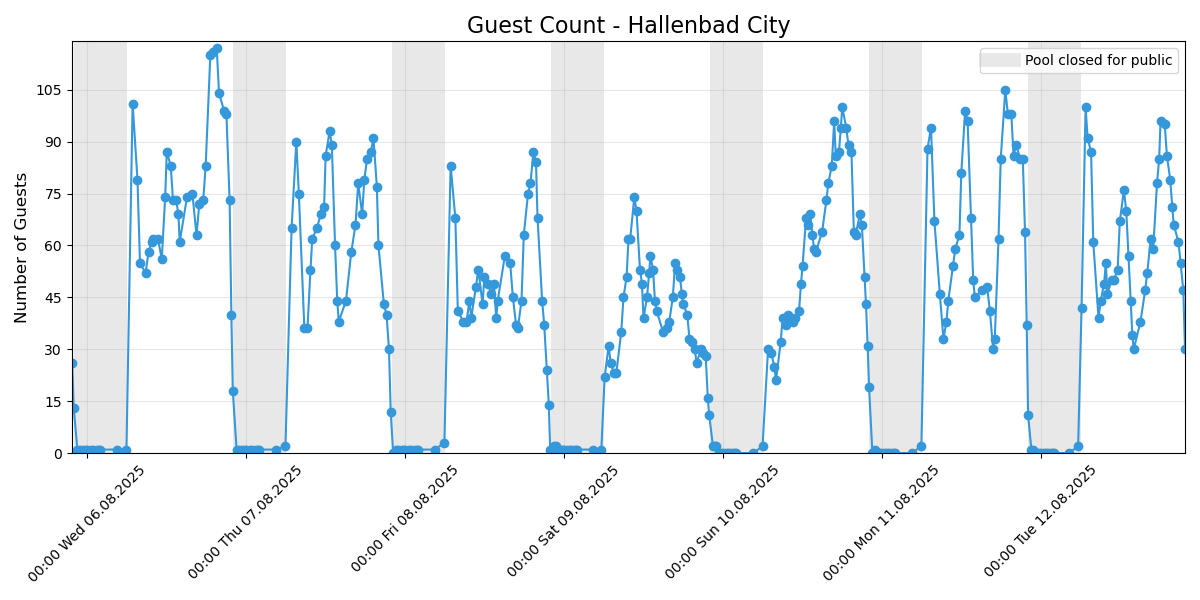 Guest Count - Hallenbad City
Pool closed for public
Number of Guests
105
90
75
60
45
30
15
0
00:00 Wed 06.08.2025
00:00 Thu 07.08.2025
00:00 Fri 08.08.2025
00:00 Sat 09.08.2025
00:00 Sun 10.08.2025
00:00 Mon 11.08.2025
00:00 Tue 12.08.2025